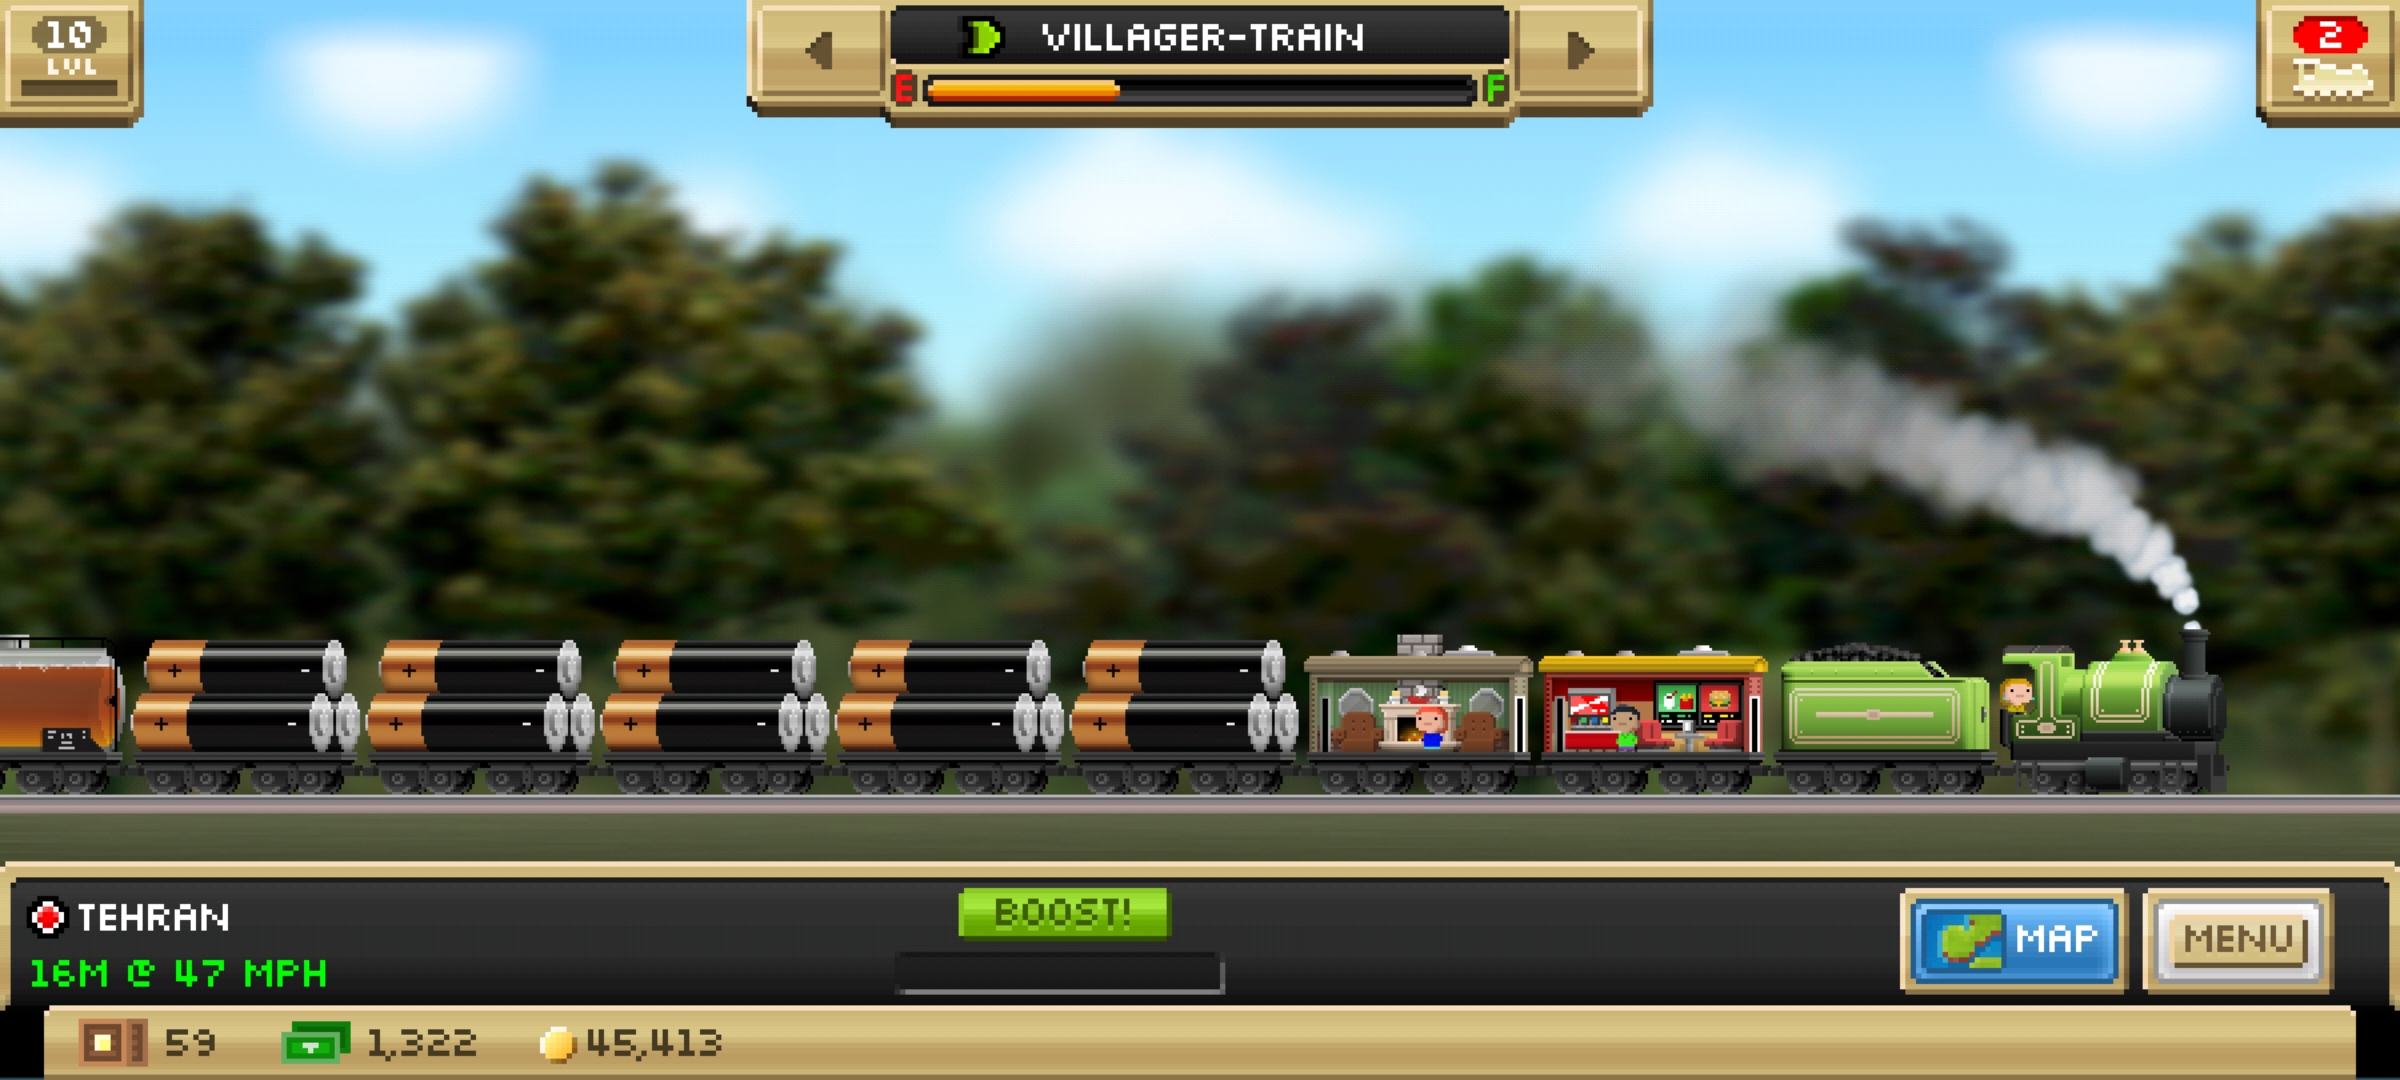 10
LVL
VILLAGER-TRAIN
E F
2
TEHRAN
16M @ 47 MPH
BOOST!
MAP
MENU
59
1,322
45,413